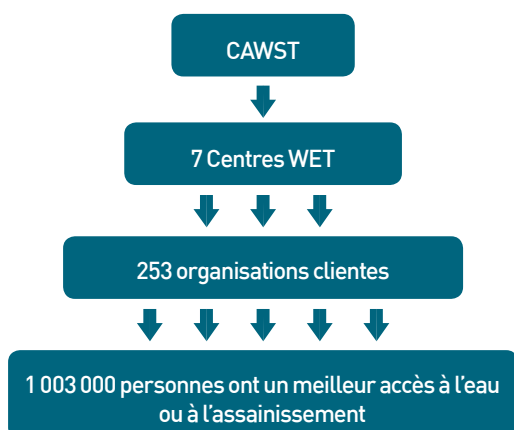 CAWST
7 Centres WET
253 organisations clientes
1 003 000 personnes ont un meilleur accès à l’eau
ou à l’assainissement